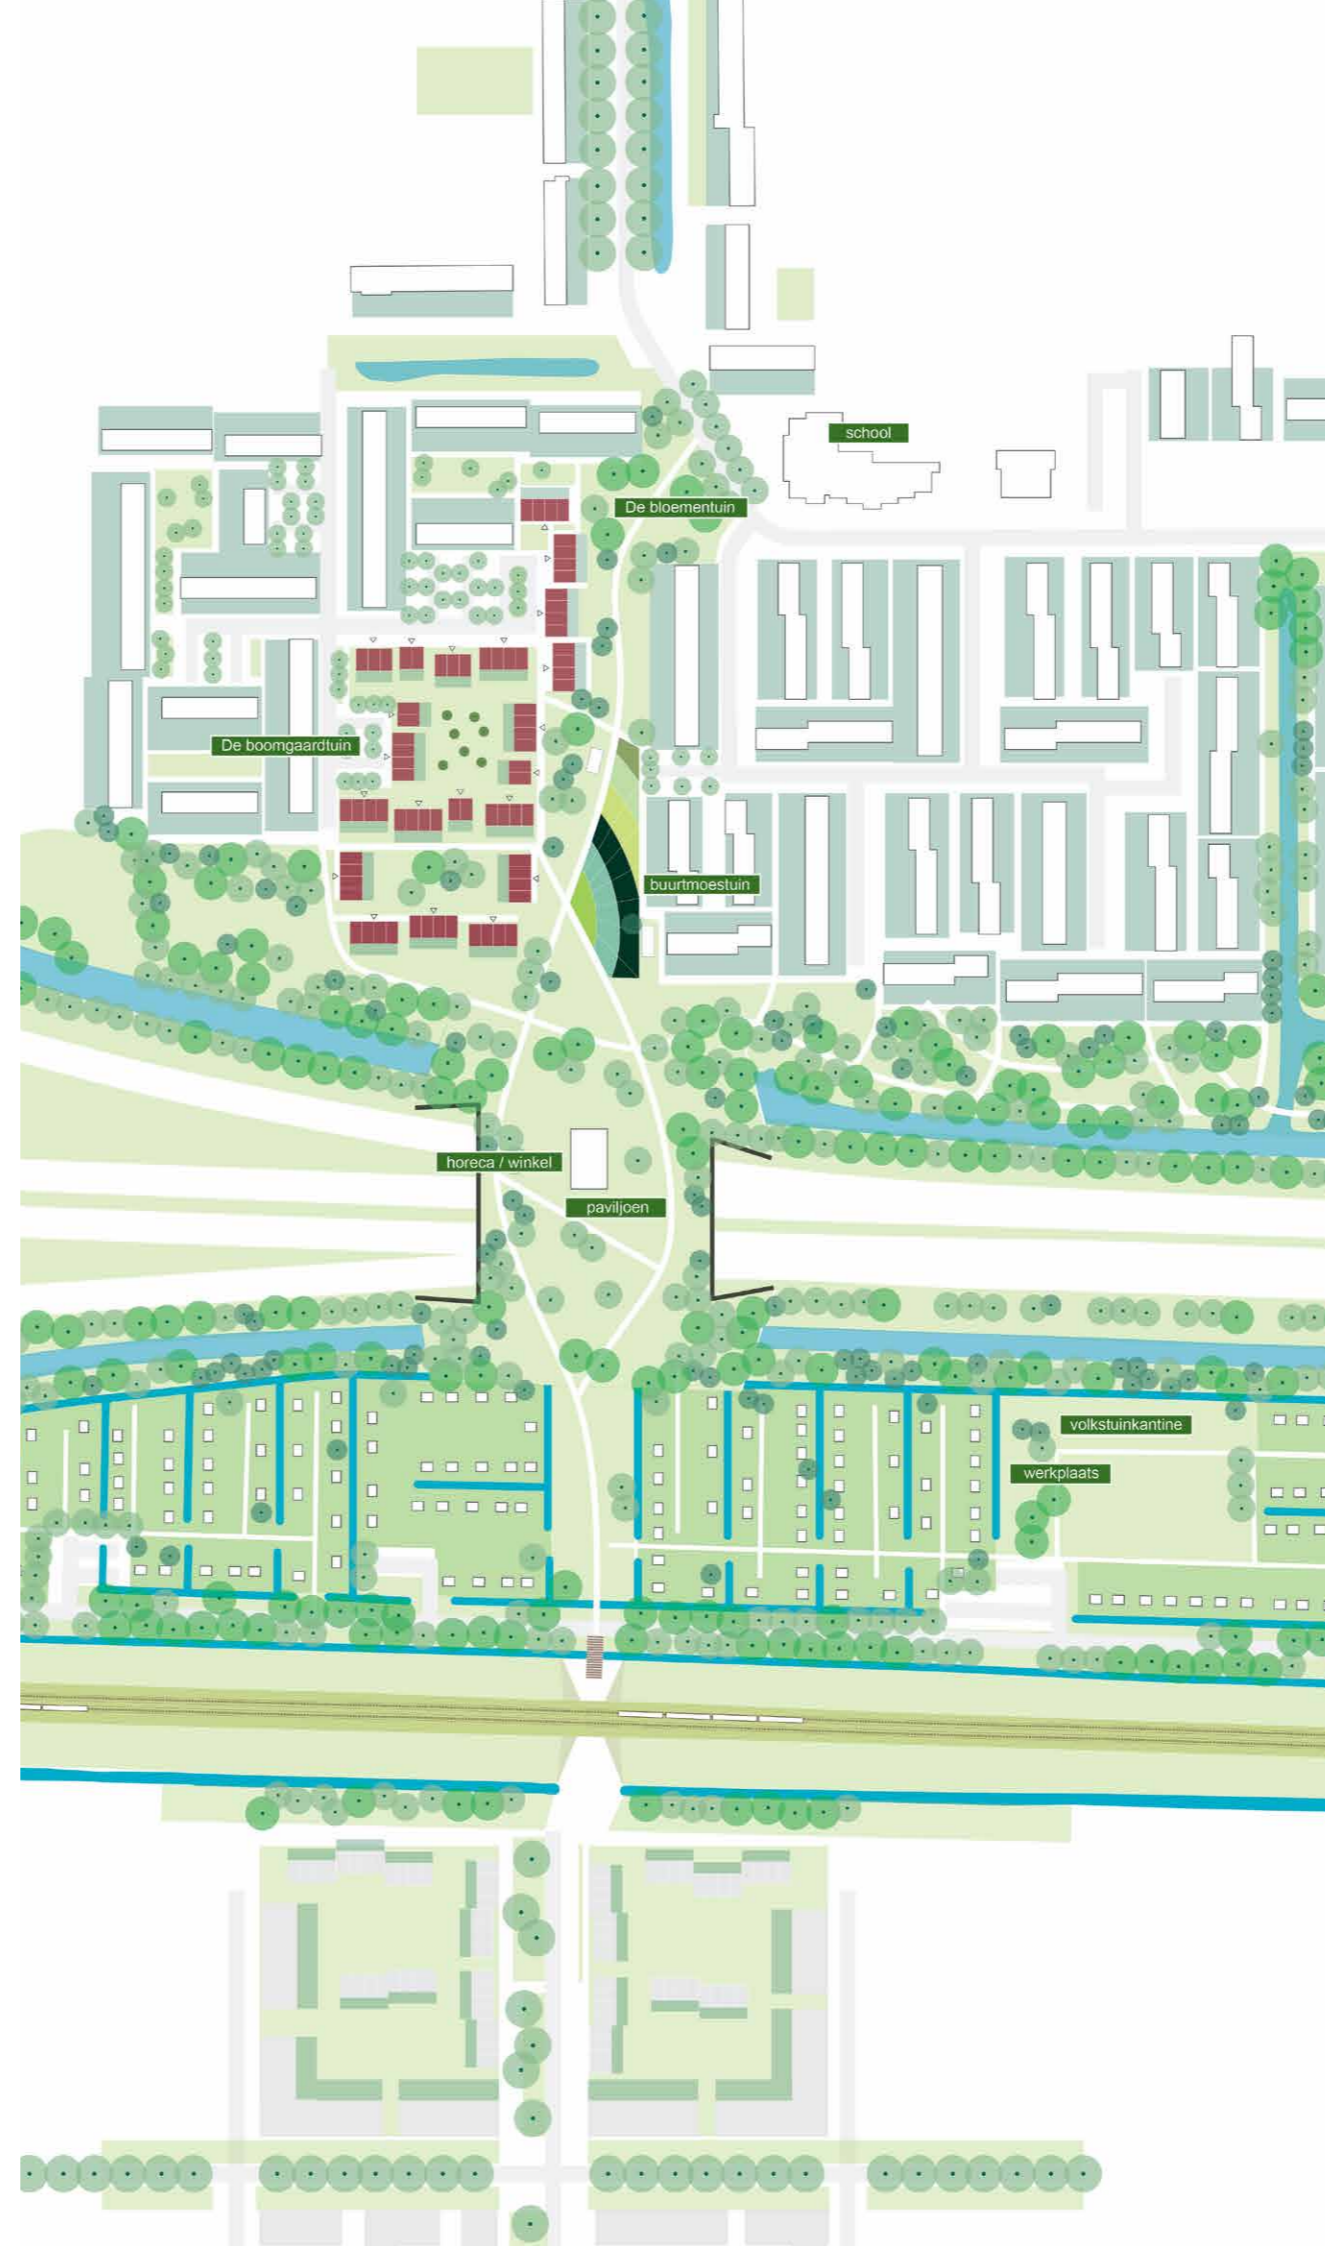 school
De bloementuin
De boomgaardtuin
buurtmoestuin
horeca / winkel
paviljoen
volkstuinkantine
werkplaats